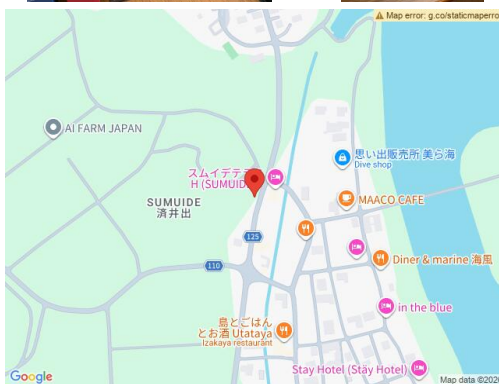 Map error: g.co/staticmaperro
AI FARM JAPAN
思い出販売所 美ら海
Dive shop
スムイデテ
H (SUMUID
SUMUIDE
済井出
MAACO CAFE
125
110
Diner & marine 海風
in the blue
島とごはん
とお酒 Utataya
Izakaya restaurant
Stay Hotel (Stay Hotel)
Google
Map data ©202